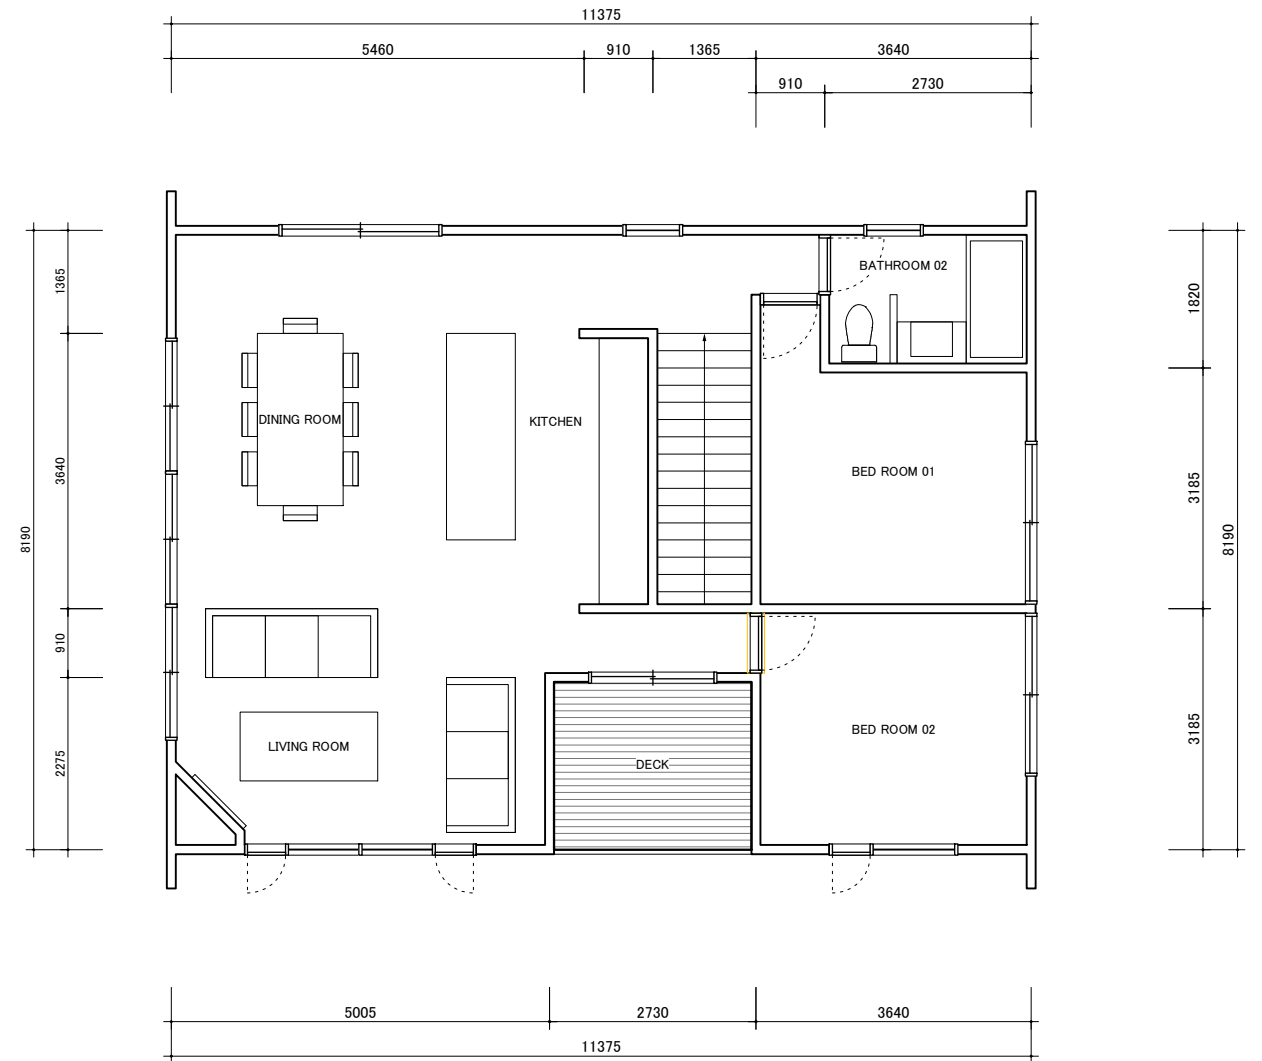 11375
5460 910 1365 3640
910 2730
BATHROOM 02
1365
1820
DINING ROOM
KITCHEN
BED ROOM 01
3640
3185
8190
8190
910
BED ROOM 02
3185
LIVING ROOM
DECK
2275
5005 2730 3640
11375